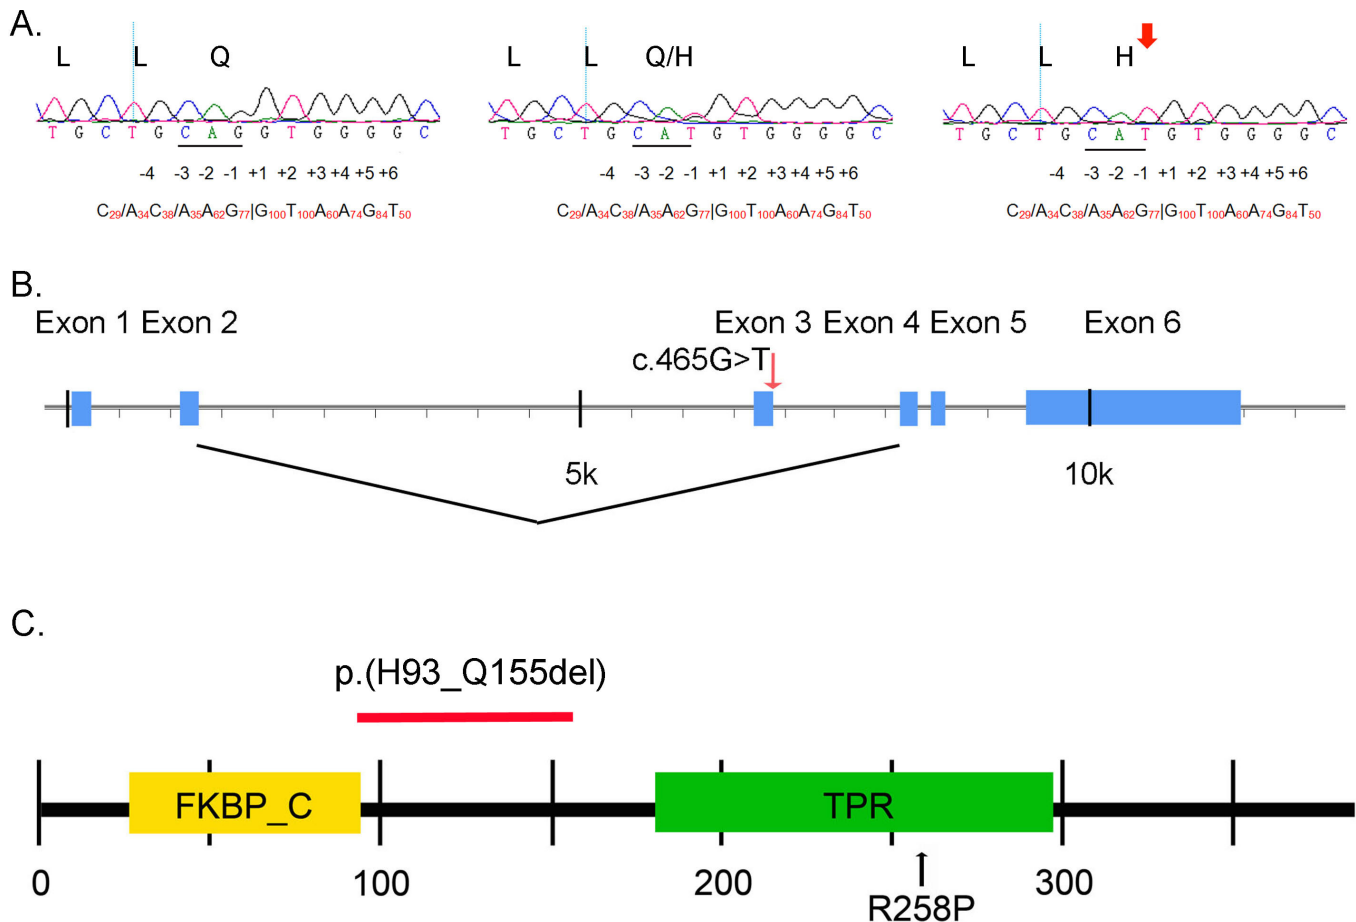 A.
L L Q
L L Q/H
L L H
T G C T G C A G G T G G G G C
T G C T G C A T G T G G G G C
T G C T G C A T G T G G G G C
-4 -3 -2 -1 +1 +2 +3 +4 +5 +6
-4 -3 -2 -1 +1 +2 +3 +4 +5 +6
-4 -3 -2 -1 +1 +2 +3 +4 +5 +6
C29/A34C38/A35A62G77|G100T100A60A74G84T50
C29/A34C38/A35A62G77|G100T100A60A74G84T50
C29/A34C38/A35A62G77|G100T100A60A74G84T50
B.
Exon 1 Exon 2 Exon 3 Exon 4 Exon 5 Exon 6
c.465G>T
5k 10k
C.
p.(H93_Q155del)
FKBP_C TPR
0 100 200 300
R258P